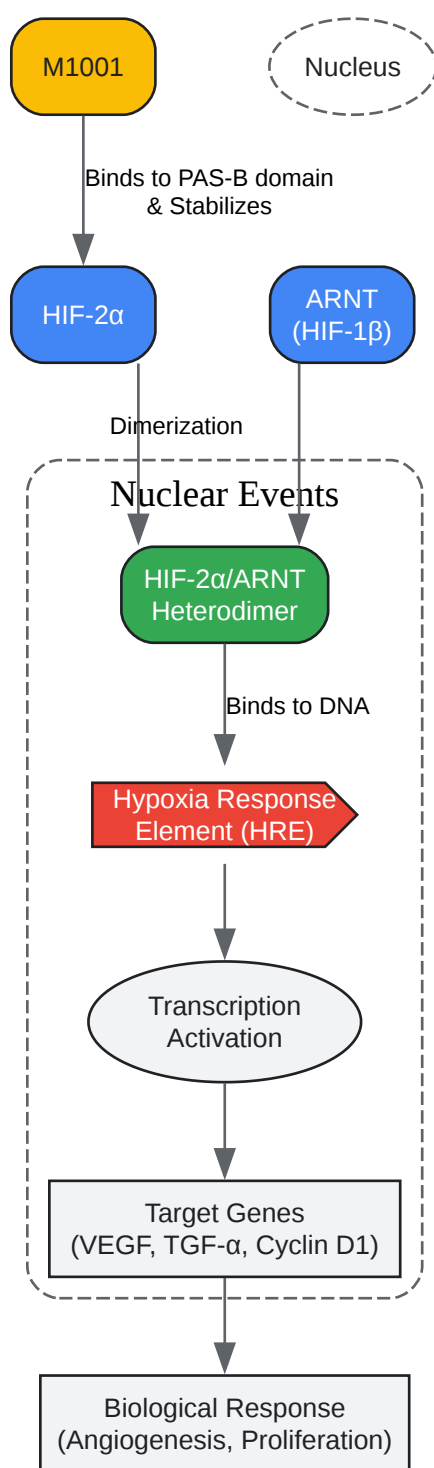 M1001
Nucleus
Binds to PAS-B domain
& Stabilizes
HIF-2α
ARNT
(HIF-1β)
Dimerization
Nuclear Events
HIF-2α/ARNT
Heterodimer
Binds to DNA
Hypoxia Response
Element (HRE)
Transcription
Activation
Target Genes
(VEGF, TGF-α, Cyclin D1)
Biological Response
(Angiogenesis, Proliferation)